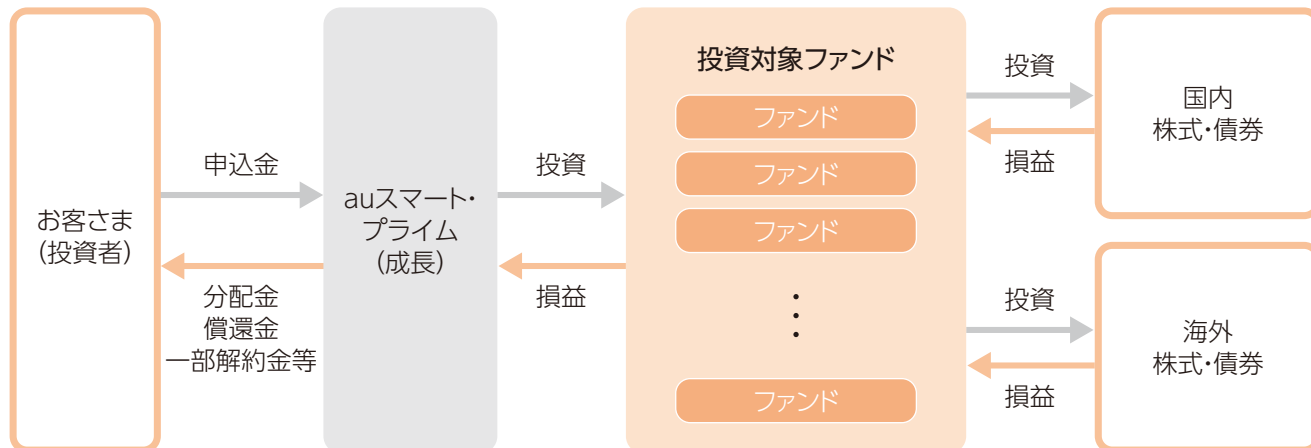 お客さま
(投資者)
申込金
分配金
償還金
一部解約金等
auスマート・
プライム
(成長)
投資
損益
投資対象ファンド
ファンド
ファンド
ファンド
ファンド
投資
損益
国内
株式・債券
投資
損益
海外
株式・債券